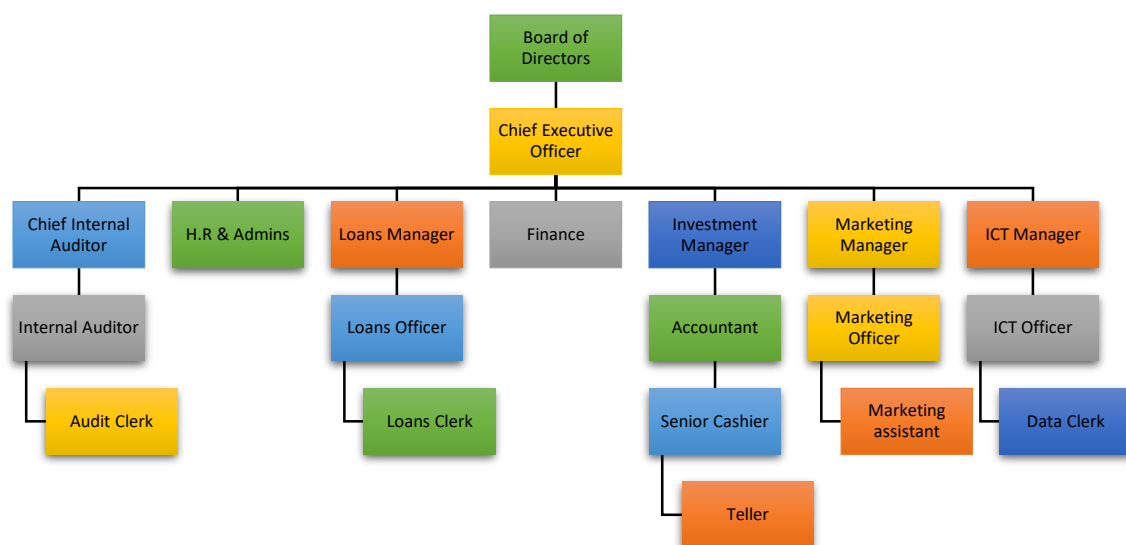 Board of
Directors
Chief Executive
Officer
Chief Internal
Auditor
H.R & Admins
Loans Manager
Finance
Investment
Manager
Marketing
Manager
ICT Manager
Internal Auditor
Loans Officer
Accountant
Marketing
Officer
ICT Officer
Audit Clerk
Loans Clerk
Senior Cashier
Marketing
assistant
Data Clerk
Teller